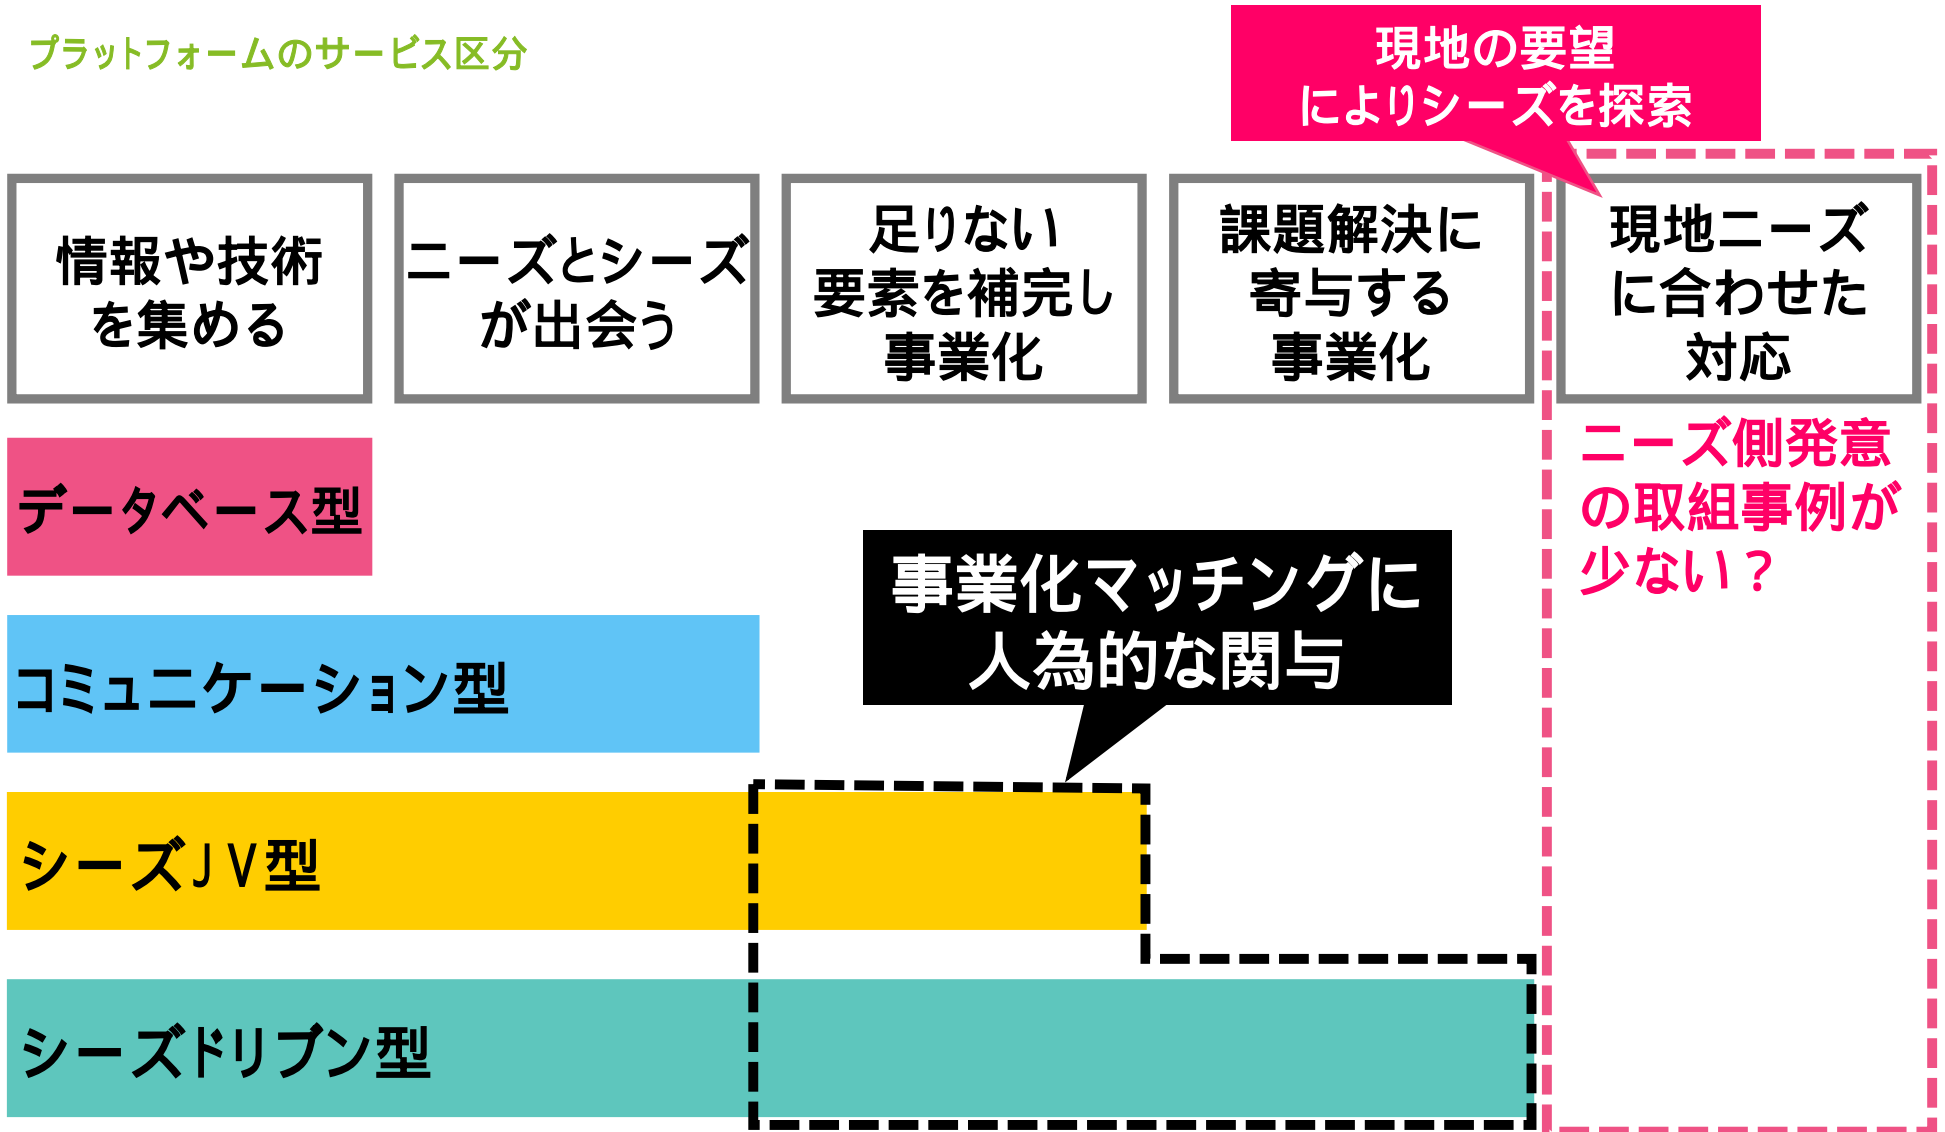 プラットフォームのサービス区分
現地の要望
によりシーズを探索
情報や技術
を集める
ニーズとシーズ
が出会う
足りない
要素を補完し
事業化
課題解決に
寄与する
事業化
現地ニーズ
に合わせた
対応
データベース型
ニーズ側発意
の取組事例が
少ない？
事業化マッチングに
人為的な関与
コミュニケーション型
シーズJV型
シーズドリブン型